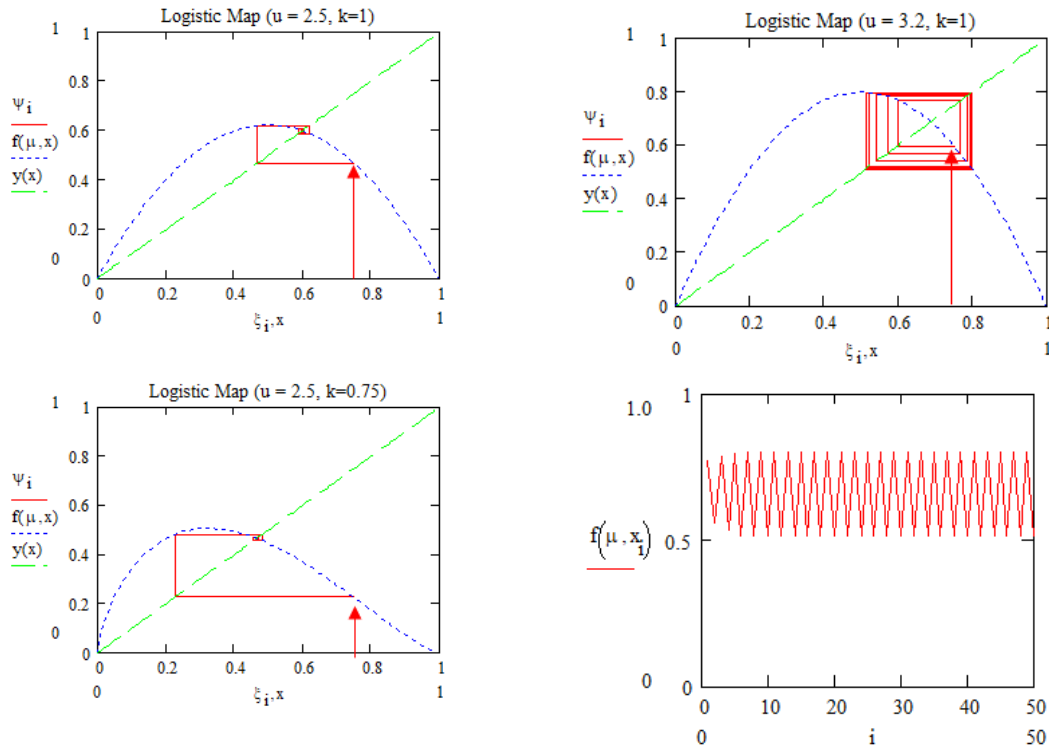 Logistic Map (u = 2.5, k=1)
1
1
0.8
0.6
0.4
0.2
0
Ψi
f(μ,x)
y(x)
0
0 0.2 0.4 0.6 0.8 1
0 1
ξi,x
Logistic Map (u = 3.2, k=1)
1
1
0.8
0.6
0.4
0.2
0
Ψi
f(μ,x)
y(x)
0
0 0.2 0.4 0.6 0.8 1
0 1
ξi,x
Logistic Map (u = 2.5, k=0.75)
1
1
0.8
0.6
0.4
0.2
0
Ψi
f(μ,x)
y(x)
0
0 0.2 0.4 0.6 0.8 1
0 1
ξi,x
1.0
1
0.5
0
f(μ,xi)
0
0 10 20 30 40 50
0 50
i